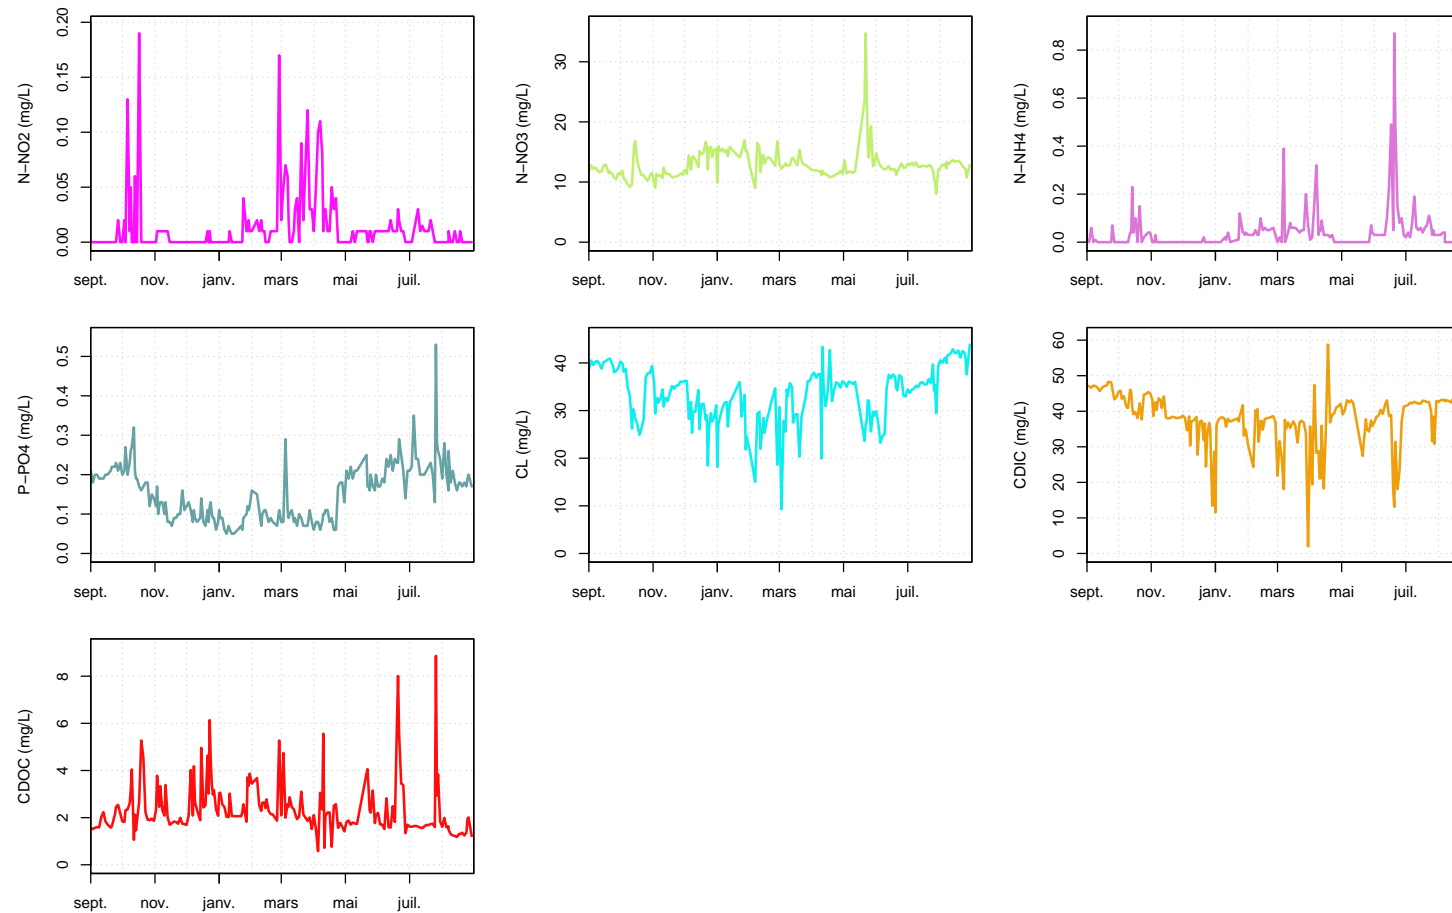 N−NO2 (mg/L)
0.00 0.05 0.10 0.15 0.20
sept. nov. janv. mars mai juil.
N−NO3 (mg/L)
0 10 20 30
sept. nov. janv. mars mai juil.
N−NH4 (mg/L)
0.0 0.2 0.4 0.6 0.8
sept. nov. janv. mars mai juil.
P−PO4 (mg/L)
0.0 0.1 0.2 0.3 0.4 0.5
sept. nov. janv. mars mai juil.
CL (mg/L)
0 10 20 30 40
sept. nov. janv. mars mai juil.
CDIC (mg/L)
0 10 20 30 40 50 60
sept. nov. janv. mars mai juil.
CDOC (mg/L)
0 2 4 6 8
sept. nov. janv. mars mai juil.